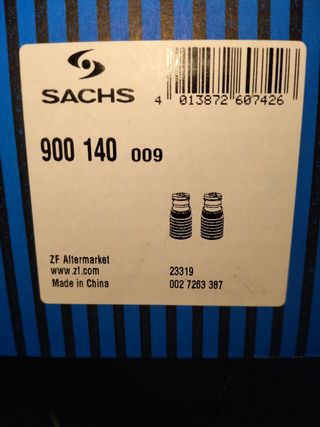 SACHS
4 013872 607426
900 140 009
ZF Aftermarket
www.zf.com
Made in China
23319
002 7263 387